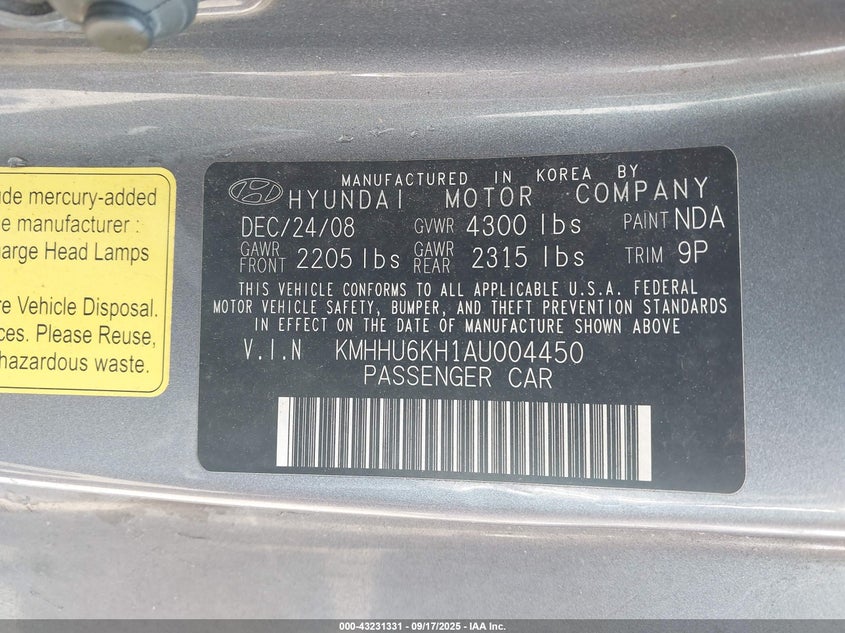 ude mercury-added
e manufacturer :
harge Head Lamps
re Vehicle Disposal.
ces. Please Reuse,
hazardous waste.
MANUFACTURED IN KOREA BY
HYUNDAI MOTOR COMPANY
DEC/24/08 GVWR 4300 lbs PAINT NDA
GAWR FRONT 2205 lbs GAWR REAR 2315 lbs TRIM 9P
THIS VEHICLE CONFORMS TO ALL APPLICABLE U.S.A. FEDERAL
MOTOR VEHICLE SAFETY, BUMPER, AND THEFT PREVENTION STANDARDS
IN EFFECT ON THE DATE OF MANUFACTURE SHOWN ABOVE
V.I.N KMHHU6KH1AU004450
PASSENGER CAR
000-43231331 - 09/17/2025 - IAA Inc.